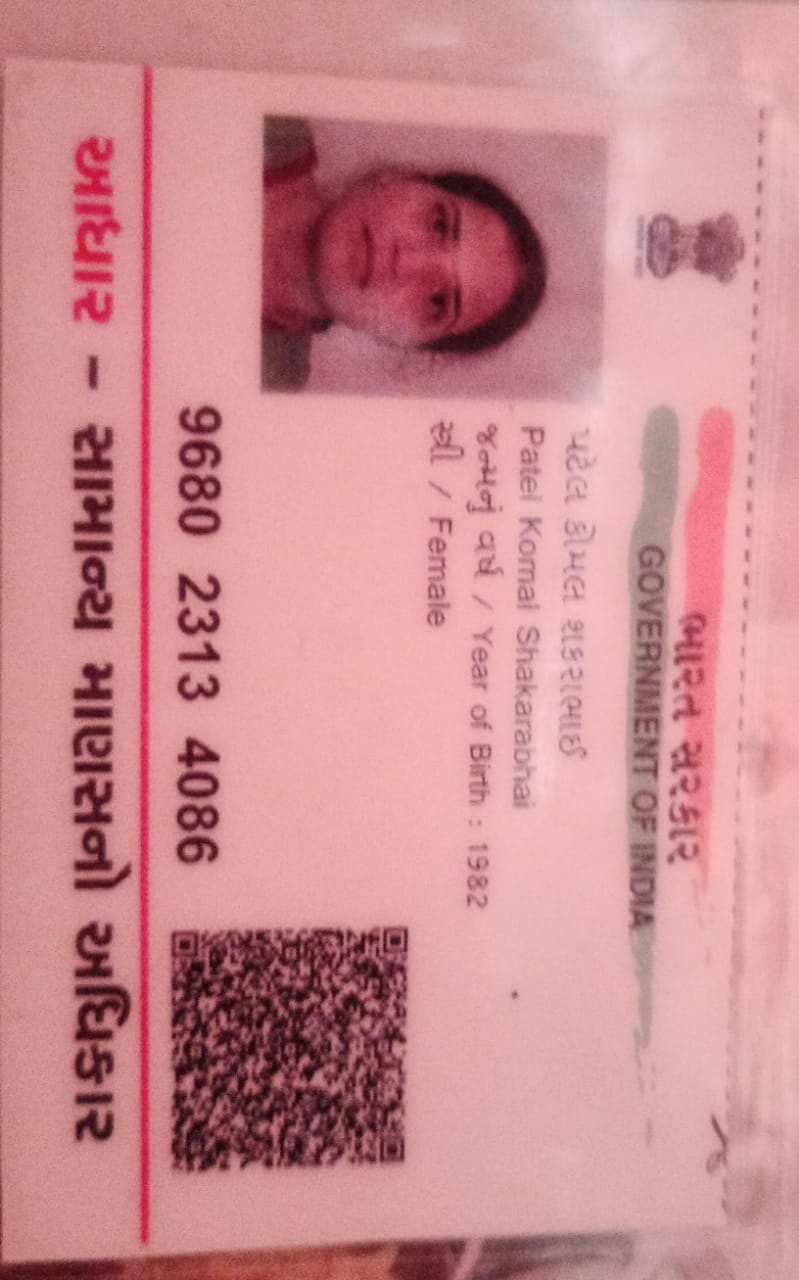 ભારત સરકાર
GOVERNMENT OF INDIA
પટેલ કોમલ શકરાભાઈ
Patel Komal Shakarabhai
જન્મનું વર્ષ / Year of Birth : 1982
સ્ત્રી / Female
9680 2313 4086
આધાર – સામાન્ય માણસનો અધિકાર